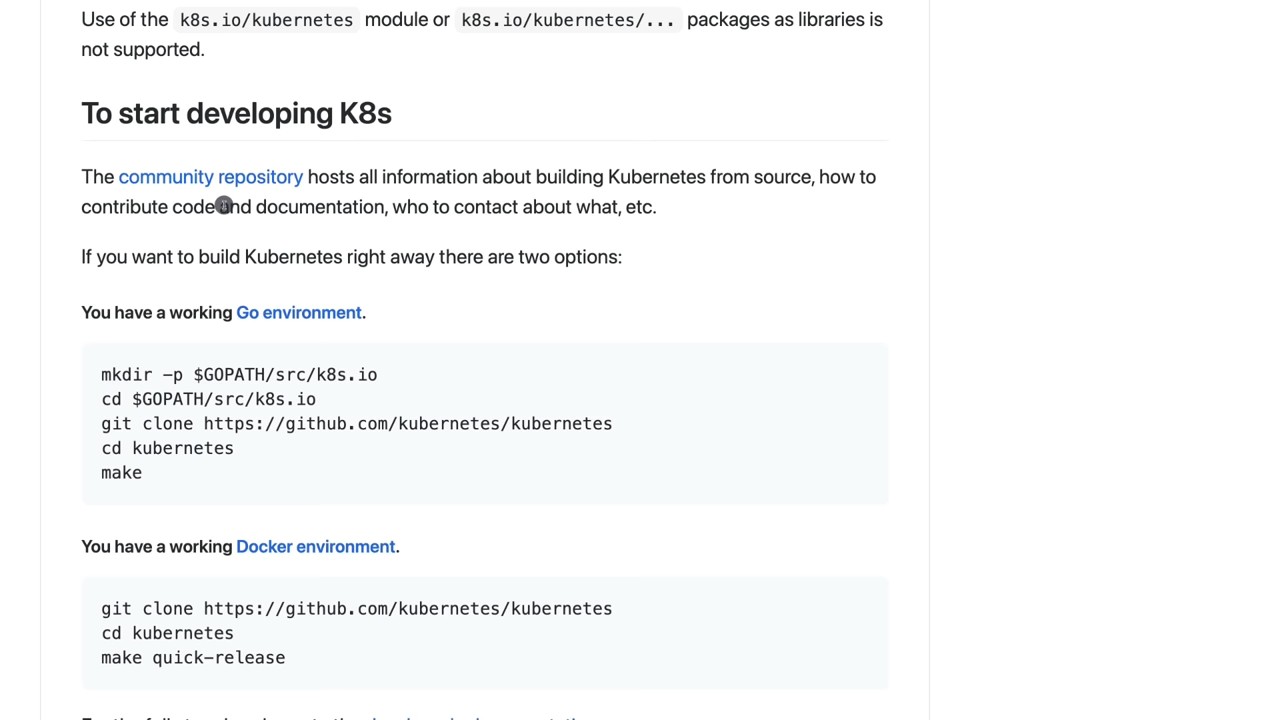 Use of the k8s.io/kubernetes module or k8s.io/kubernetes/... packages as libraries is
not supported.
To start developing K8s
The community repository hosts all information about building Kubernetes from source, how to
contribute code and documentation, who to contact about what, etc.
If you want to build Kubernetes right away there are two options:
You have a working Go environment.
mkdir -p $GOPATH/src/k8s.io
cd $GOPATH/src/k8s.io
git clone https://github.com/kubernetes/kubernetes
cd kubernetes
make
You have a working Docker environment.
git clone https://github.com/kubernetes/kubernetes
cd kubernetes
make quick-release